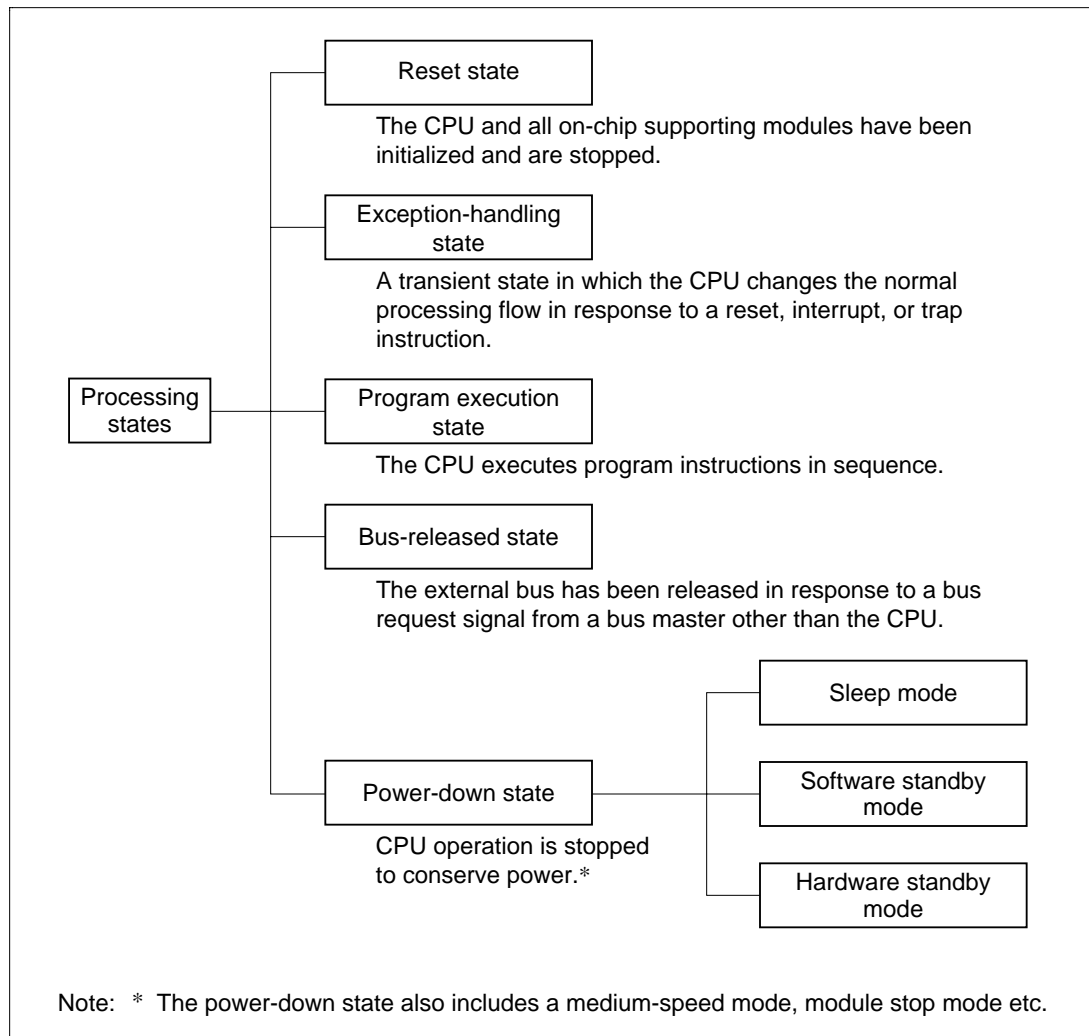 Reset state
The CPU and all on-chip supporting modules have been
initialized and are stopped.
Exception-handling
state
A transient state in which the CPU changes the normal
processing flow in response to a reset, interrupt, or trap
instruction.
Processing
states
Program execution
state
The CPU executes program instructions in sequence.
Bus-released state
The external bus has been released in response to a bus
request signal from a bus master other than the CPU.
Power-down state
CPU operation is stopped
to conserve power.*
Sleep mode
Software standby
mode
Hardware standby
mode
Note: * The power-down state also includes a medium-speed mode, module stop mode etc.